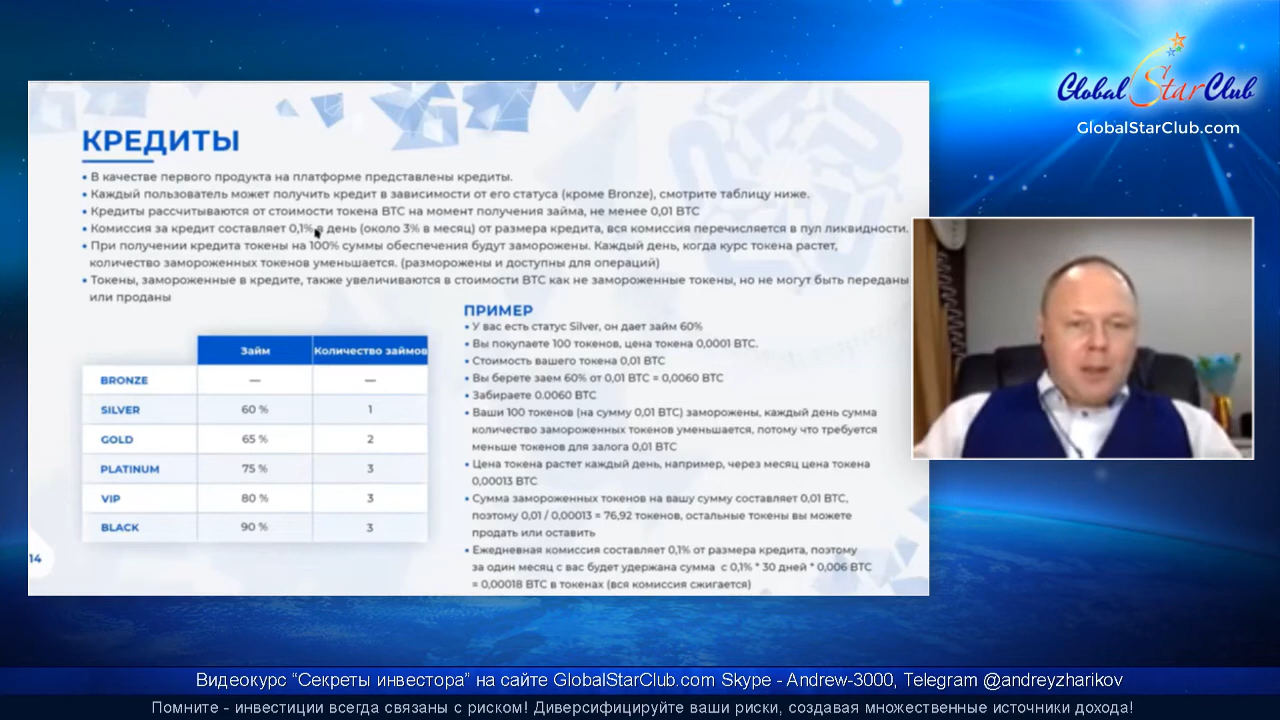 Global Star Club
GlobalStarClub.com
КРЕДИТЫ
• В качестве первого продукта на платформе представлены кредиты.
• Каждый пользователь может получить кредит в зависимости от его статуса (кроме Bronze), смотрите таблицу ниже.
• Кредиты рассчитываются от стоимости токена BTC на момент получения займа, не менее 0,01 BTC
• Комиссия за кредит составляет 0,1% в день (около 3% в месяц) от размера кредита, вся комиссия перечисляется в пул ликвидности.
• При получении кредита токены на 100% суммы обеспечения будут заморожены. Каждый день, когда курс токена растет,
количество замороженных токенов уменьшается. (разморожены и доступны для операций)
• Токены, замороженные в кредите, также увеличиваются в стоимости BTC как не замороженные токены, но не могут быть переданы
или проданы
Займ Количество займов
BRONZE — —
SILVER 60 % 1
GOLD 65 % 2
PLATINUM 75 % 3
VIP 80 % 3
BLACK 90 % 3
14
ПРИМЕР
• У вас есть статус Silver, он дает займ 60%
• Вы покупаете 100 токенов, цена токена 0,0001 BTC.
• Стоимость вашего токена 0,01 BTC
• Вы берете заем 60% от 0,01 BTC = 0,0060 BTC
• Забираете 0.0060 BTC
• Ваши 100 токенов (на сумму 0,01 BTC) заморожены, каждый день сумма
количество замороженных токенов уменьшается, потому что требуется
меньше токенов для залога 0,01 BTC
• Цена токена растет каждый день, например, через месяц цена токена
0,00013 BTC
• Сумма замороженных токенов на вашу сумму составляет 0,01 BTC,
поэтому 0,01 / 0,00013 = 76,92 токенов, остальные токены вы можете
продать или оставить
• Ежедневная комиссия составляет 0,1% от размера кредита, поэтому
за один месяц с вас будет удержана сумма с 0,1% * 30 дней * 0,006 BTC
= 0,00018 BTC в токенах (вся комиссия сжигается)
Видеокурс “Секреты инвестора” на сайте GlobalStarClub.com Skype - Andrew-3000, Telegram @andreyzharikov
Помните - инвестиции всегда связаны с риском! Диверсифицируйте ваши риски, создавая множественные источники дохода!